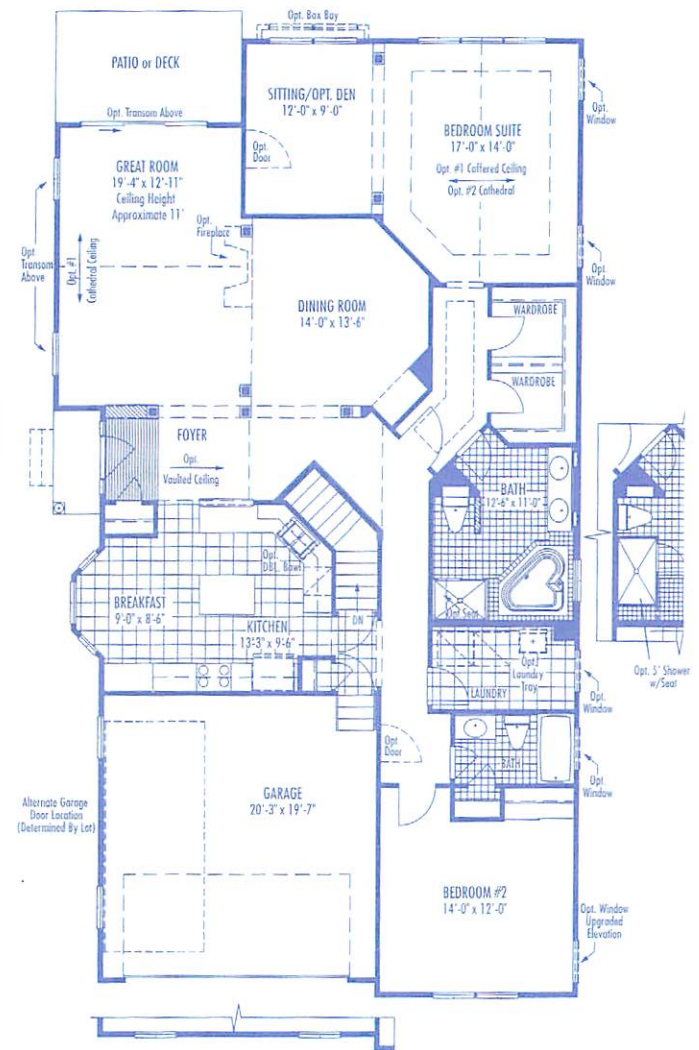 Opt. Box Bay
PATIO or DECK
SITTING/OPT. DEN
12'-0" x 9'-0"
Opt.
Window
BEDROOM SUITE
17'-0" x 14'-0"
Opt. #1 Coffered Ceiling
Opt. #2 Cathedral
Opt. Transom Above
Opt.
Door
GREAT ROOM
19'-4" x 12'-11"
Ceiling Height
Approximate 11'
Opt.
Fireplace
Opt
Transom
Above
Opt. #1
Cathedral Ceiling
Opt.
Window
DINING ROOM
14'-0" x 13'-6"
WARDROBE
WARDROBE
FOYER
Opt.
Vaulted Ceiling
BATH
12'-6" x 11'-0"
Opt.
DBL. Bowl
BREAKFAST
9'-0" x 8'-6"
KITCHEN
13'-3" x 9'-6"
DN
Opt. Seat
Opt.
Laundry
Tray
LAUNDRY
Opt. 5' Shower
w/Seat
Opt.
Window
Opt
Door
BATH
Opt.
Window
Alternate Garage
Door Location
(Determined By Lot)
GARAGE
20'-3" x 19'-7"
BEDROOM #2
14'-0" x 12'-0"
Opt. Window
Upgraded
Elevation